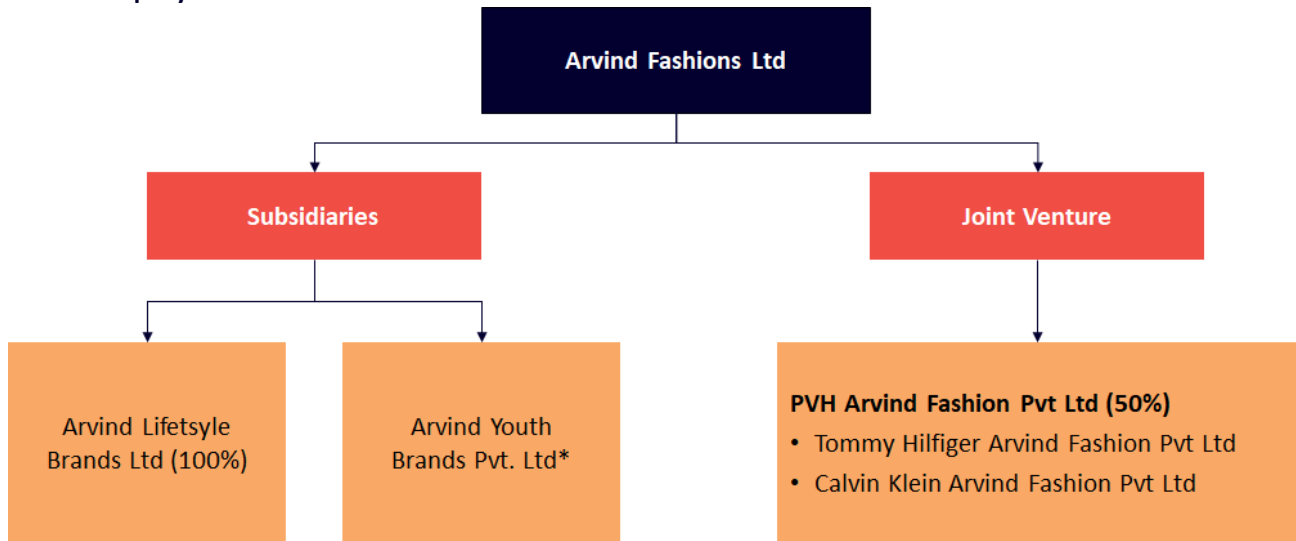 Arvind Fashions Ltd
Subsidiaries
Joint Venture
Arvind Lifetsyle
Brands Ltd (100%)
Arvind Youth
Brands Pvt. Ltd*
PVH Arvind Fashion Pvt Ltd (50%)
• Tommy Hilfiger Arvind Fashion Pvt Ltd
• Calvin Klein Arvind Fashion Pvt Ltd